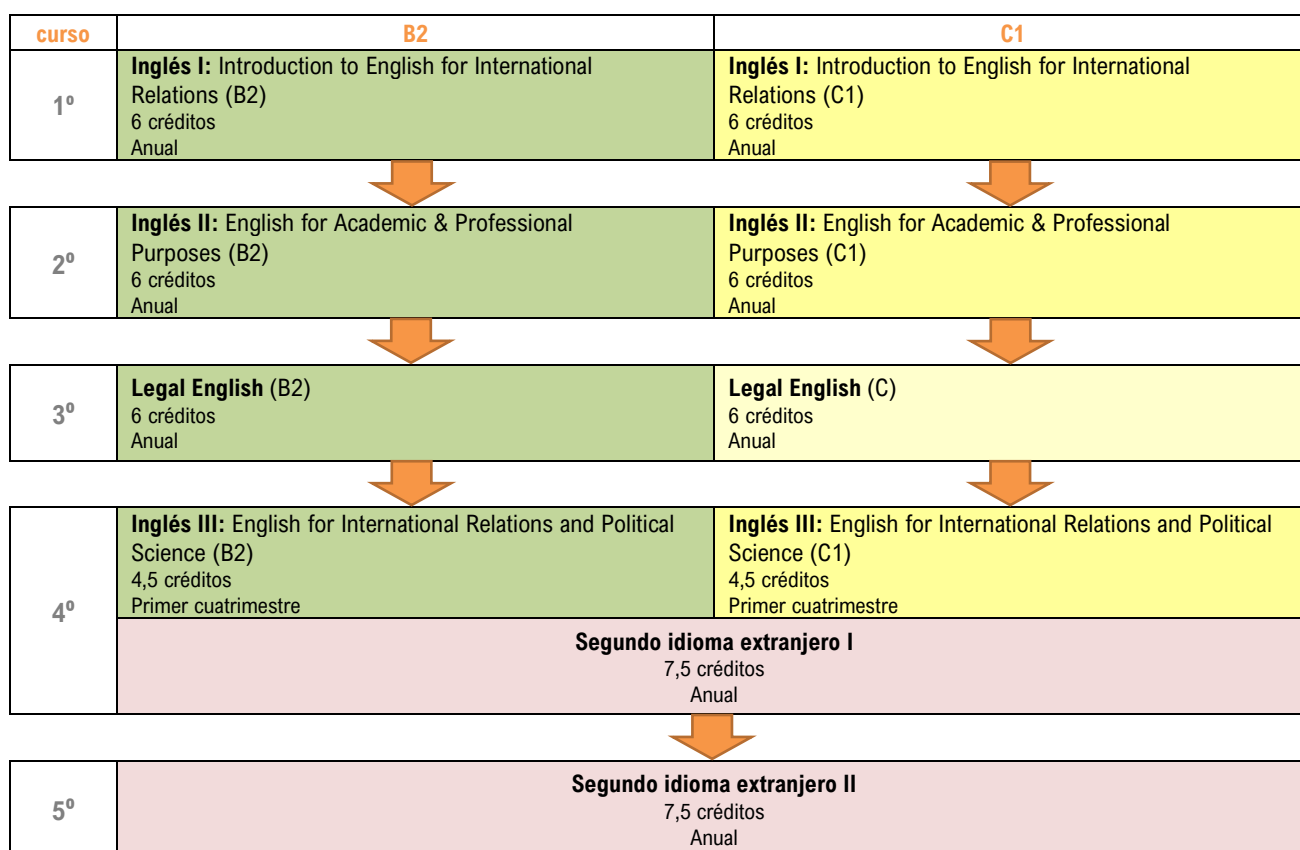 curso
B2
C1
1º
Inglés I: Introduction to English for International
Relations (B2)
6 créditos
Anual
Inglés I: Introduction to English for International
Relations (C1)
6 créditos
Anual
2º
Inglés II: English for Academic & Professional
Purposes (B2)
6 créditos
Anual
Inglés II: English for Academic & Professional
Purposes (C1)
6 créditos
Anual
3º
Legal English (B2)
6 créditos
Anual
Legal English (C)
6 créditos
Anual
4º
Inglés III: English for International Relations and Political
Science (B2)
4,5 créditos
Primer cuatrimestre
Inglés III: English for International Relations and Political
Science (C1)
4,5 créditos
Primer cuatrimestre
Segundo idioma extranjero I
7,5 créditos
Anual
5º
Segundo idioma extranjero II
7,5 créditos
Anual